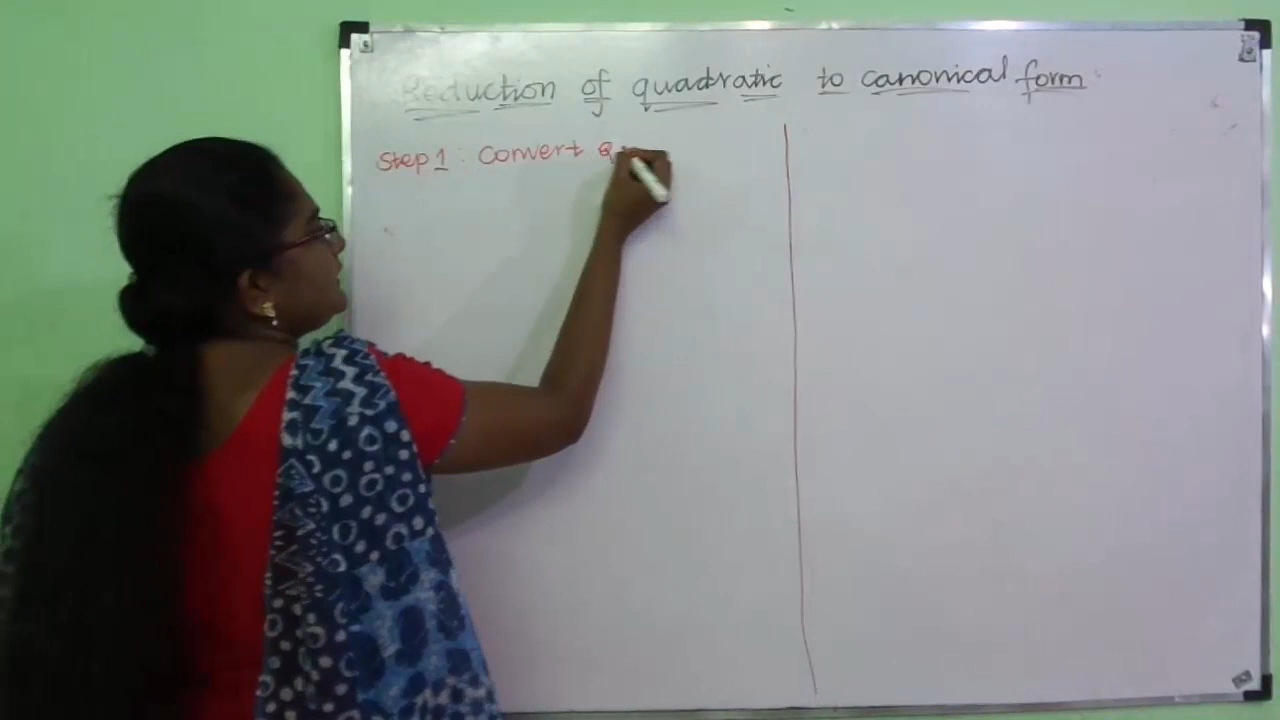 Reduction of quadratic to canonical form:
Step 1: Convert Q